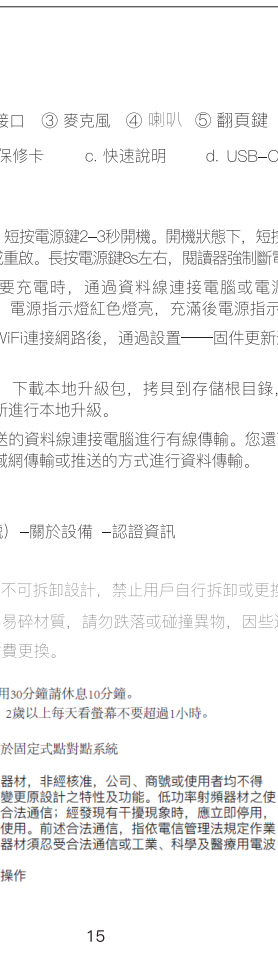 接口 ③ 麥克風 ④ 喇叭 ⑤ 翻頁鍵
保修卡 c. 快速說明 d. USB–C
短按電源鍵2–3秒開機。開機狀態下，短按
重啟。長按電源鍵8s左右，閱讀器強制斷電
要充電時，通過資料線連接電腦或電源
電源指示燈紅色燈亮，充滿後電源指示
WiFi連接網路後，通過設置——固件更新
下載本地升級包，拷貝到存儲根目錄，
新進行本地升級。
送的資料線連接電腦進行有線傳輸。您還
域網傳輸或推送的方式進行資料傳輸。
）–關於設備 –認證資訊
不可拆卸設計，禁止用戶自行拆卸或更換
易碎材質，請勿跌落或碰撞異物，因些
費更換。
用30分鐘請休息10分鐘。
2歲以上每天看螢幕不要超過1小時。
於固定式點對點系統
器材，非經核准，公司、商號或使用者均不得
變更原設計之特性及功能。低功率射頻器材之使
合法通信；經發現有干擾現象時，應立即停用，
使用。前述合法通信，指依電信管理法規定作業
器材須忍受合法通信或工業、科學及醫療用電波
操作
15